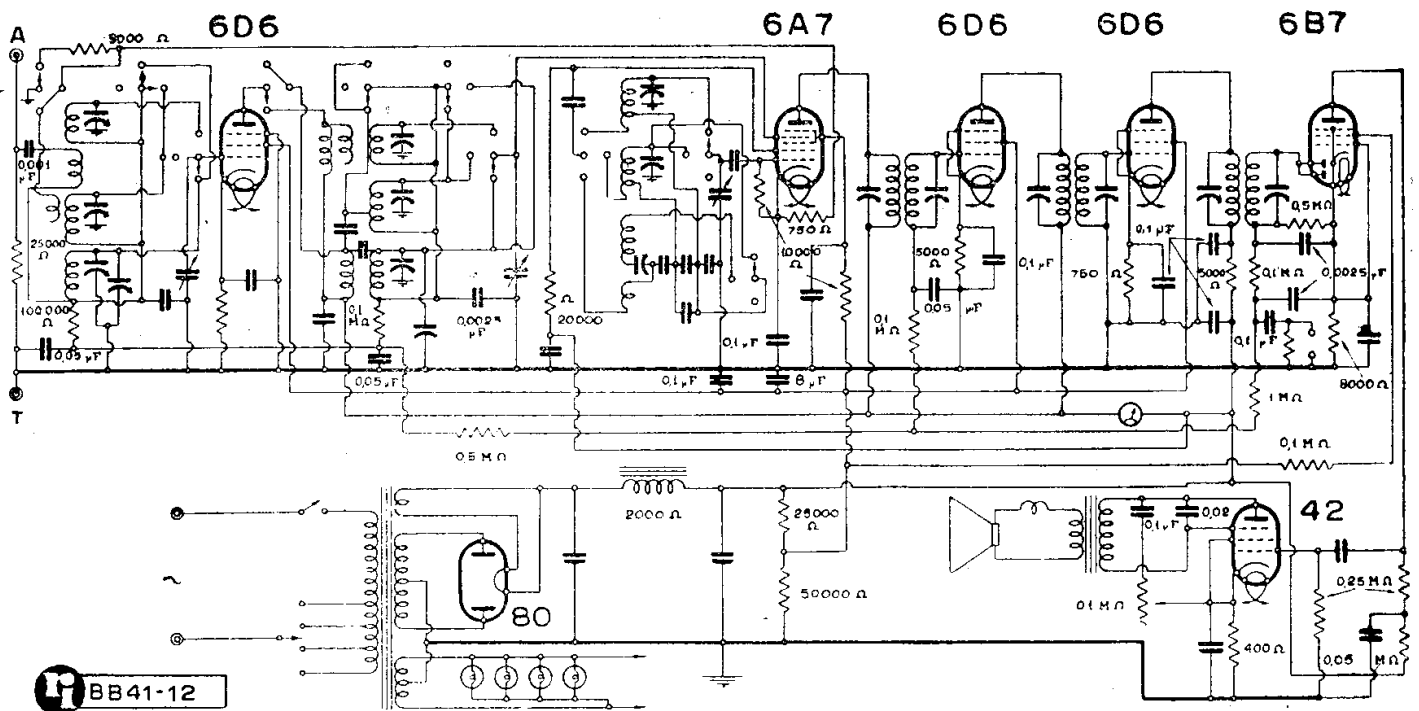 A
6D6
6A7
6D6
6D6
6B7
5000 Ω
0,001 µF
25000 Ω
100000 Ω
0,05 µF
0,1 MΩ
0,05 µF
µF
20000 Ω
750 Ω
10000 Ω
0,1 µF
0,1 µF
8 µF
0,1 MΩ
5000 Ω
0,05 µF
0,1 µF
750 Ω
0,1 µF
5000 Ω
0,5 MΩ
0,1 MΩ
0,0025 µF
0,1 µF
8000 Ω
1 MΩ
T
0,5 MΩ
0,1 MΩ
2000 Ω
25000 Ω
50000 Ω
80
0,1 µF
0,02
42
0,1 MΩ
400 Ω
0,25 MΩ
0,05 MΩ
~
ri BB41-12